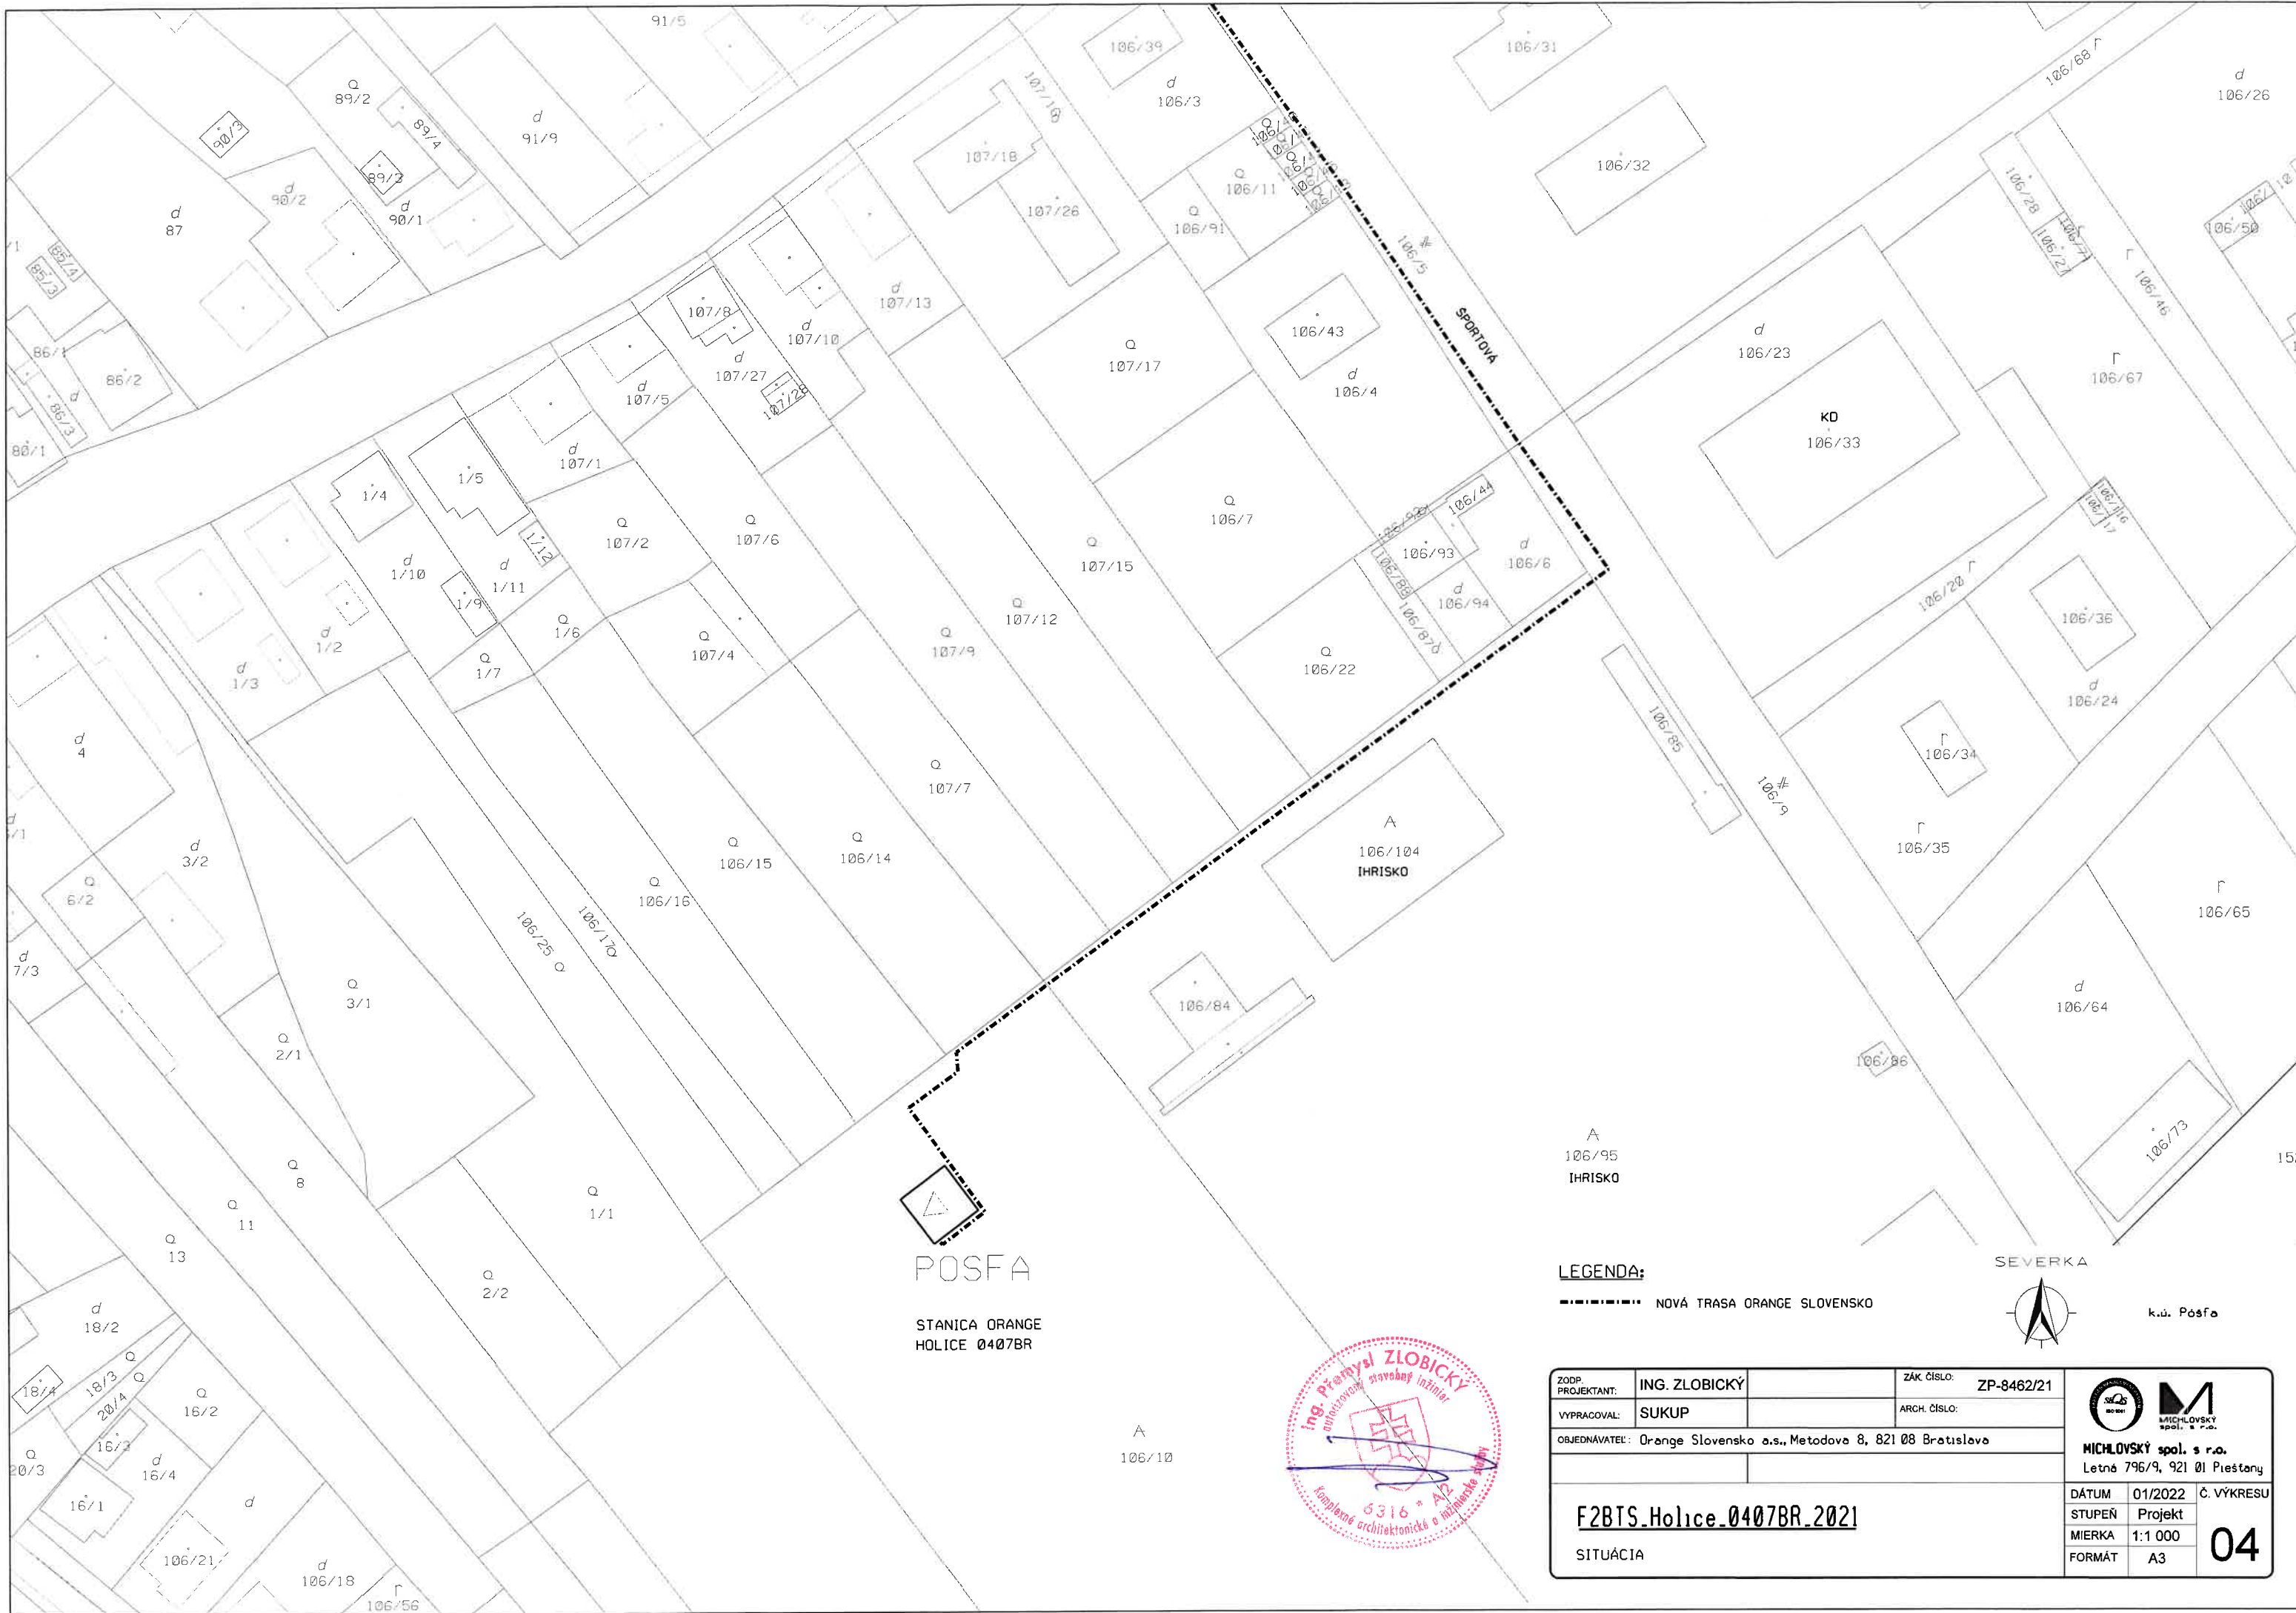 91/5
106/39
106/31
106/68 r
d
106/26
Q
89/2
d
106/3
90/3
89/4
d
91/9
107/18
106/32
89/3
d
90/2
d
90/1
Q
106/11
106/28
d
87
107/26
Q
106/91
106/27
106/50
85/4
85/3
#
106/5
r
106/46
d
107/13
107/8
106/43
ŠPORTOVÁ
d
107/10
d
106/23
86/1
86/2
Q
107/17
r
106/67
d
107/27
d
106/4
d
107/5
107/28
d
86/3
KD
106/33
80/1
d
107/1
1/5
1/4
106/44
106/116
106/117
Q
106/7
Q
107/2
Q
107/6
1/12
106/93
Q
107/15
d
106/6
d
1/10
d
1/11
106/88
d
106/94
106/20 r
1/9
Q
107/12
106/87 d
106/36
Q
1/6
d
1/2
Q
107/4
Q
107/9
Q
106/22
Q
1/7
d
1/3
d
106/24
106/85
d
4
r
106/34
Q
107/7
#
106/9
A
106/104
IHRISKO
r
106/35
d
3/2
Q
106/15
Q
106/14
Q
6/2
Q
106/16
r
106/65
106/25 Q
106/17 Q
d
7/3
Q
3/1
106/84
d
106/64
Q
2/1
106/86
A
106/95
IHRISKO
106/73
Q
8
Q
1/1
Q
11
Q
13
POSFA
Q
2/2
STANICA ORANGE
HOLICE 0407BR
LEGENDA:
NOVÁ TRASA ORANGE SLOVENSKO
SEVERKA
k.ú. Pósfa
d
18/2
18/4
18/3 Q
20/4 Q
Q
16/2
16/3
Q
20/3
d
16/4
16/1
d
A
106/10
106/21
d
106/18
r
106/56
Ing. Přemysl ZLOBICKÝ
autorizovaný stavebný inžinier
6316 * A2
Komplexné architektonické a inžinierske služby
ZODP. PROJEKTANT: ING. ZLOBICKÝ
ZÁK. ČÍSLO: ZP-8462/21
VYPRACOVAL: SUKUP
ARCH. ČÍSLO:
OBJEDNÁVATEĽ: Orange Slovensko a.s., Metodova 8, 821 08 Bratislava
MICHLOVSKÝ
spol. s r.o.
MICHLOVSKÝ spol. s r.o.
Letná 796/9, 921 01 Piešťany
F2BTS_Holice_0407BR_2021
SITUÁCIA
DÁTUM 01/2022 Č. VÝKRESU
STUPEŇ Projekt
MIERKA 1:1 000
FORMÁT A3
04